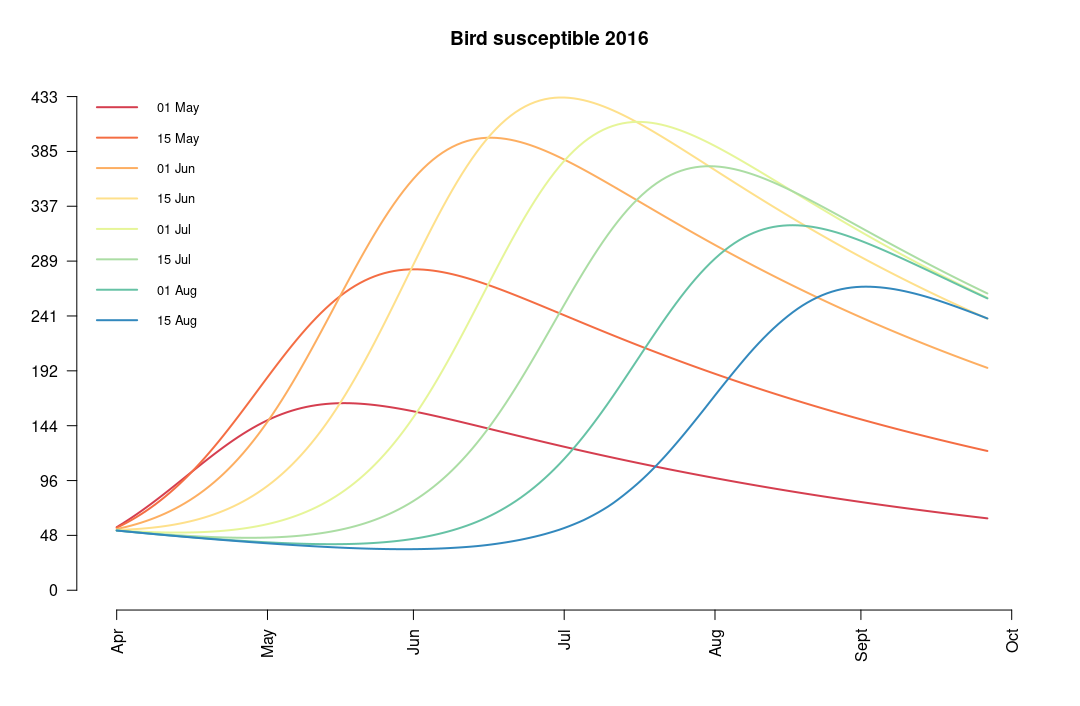 Bird susceptible 2016
433
385
337
289
241
192
144
96
48
0
01 May
15 May
01 Jun
15 Jun
01 Jul
15 Jul
01 Aug
15 Aug
Apr
May
Jun
Jul
Aug
Sept
Oct